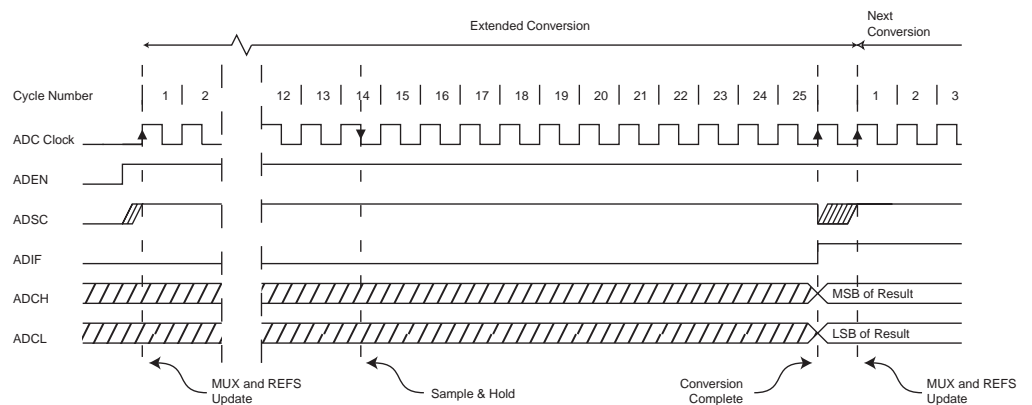 Extended Conversion
Next
Conversion
Cycle Number 1 2 12 13 14 15 16 17 18 19 20 21 22 23 24 25 1 2 3
ADC Clock
ADEN
ADSC
ADIF
ADCH MSB of Result
ADCL LSB of Result
MUX and REFS
Update
Sample & Hold
Conversion
Complete
MUX and REFS
Update